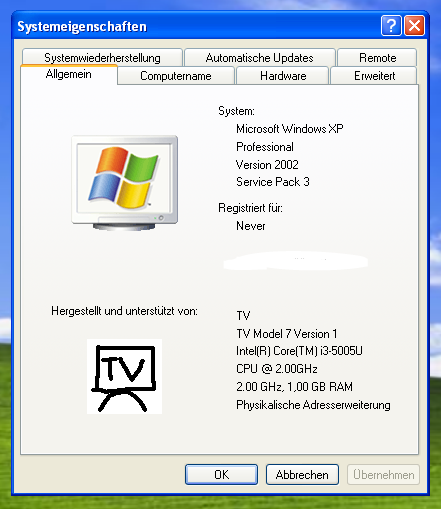 Systemeigenschaften
Systemwiederherstellung Automatische Updates Remote
Allgemein Computername Hardware Erweitert
System:
Microsoft Windows XP
Professional
Version 2002
Service Pack 3
Registriert für:
Never
Hergestellt und unterstützt von:
TV
TV Model 7 Version 1
Intel(R) Core(TM) i3-5005U
CPU @ 2.00GHz
2.00 GHz, 1,00 GB RAM
Physikalische Adresserweiterung
TV
OK Abbrechen Übernehmen